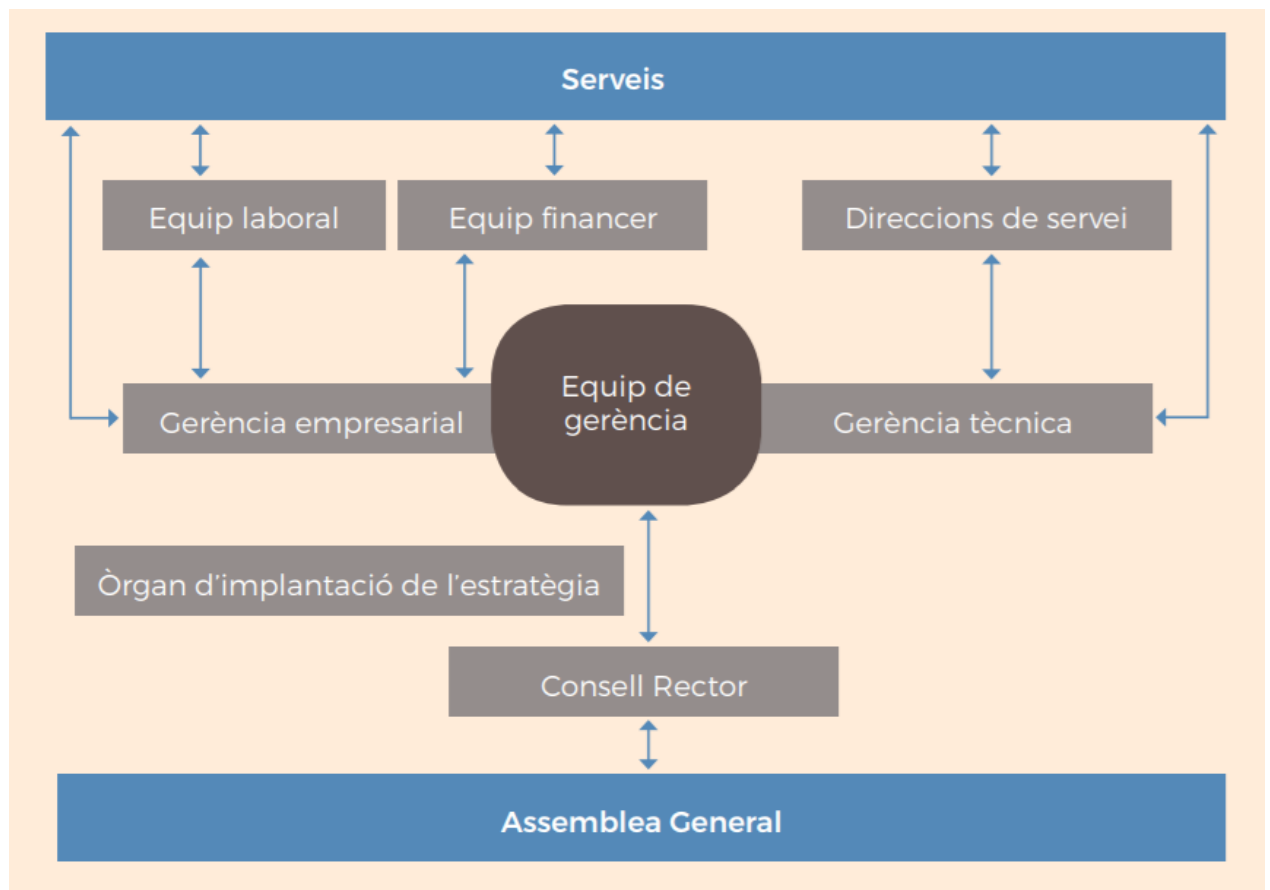 Serveis
Equip laboral
Equip financer
Direccions de servei
Equip de
gerència
Gerència empresarial
Gerència tècnica
Òrgan d’implantació de l’estratègia
Consell Rector
Assemblea General